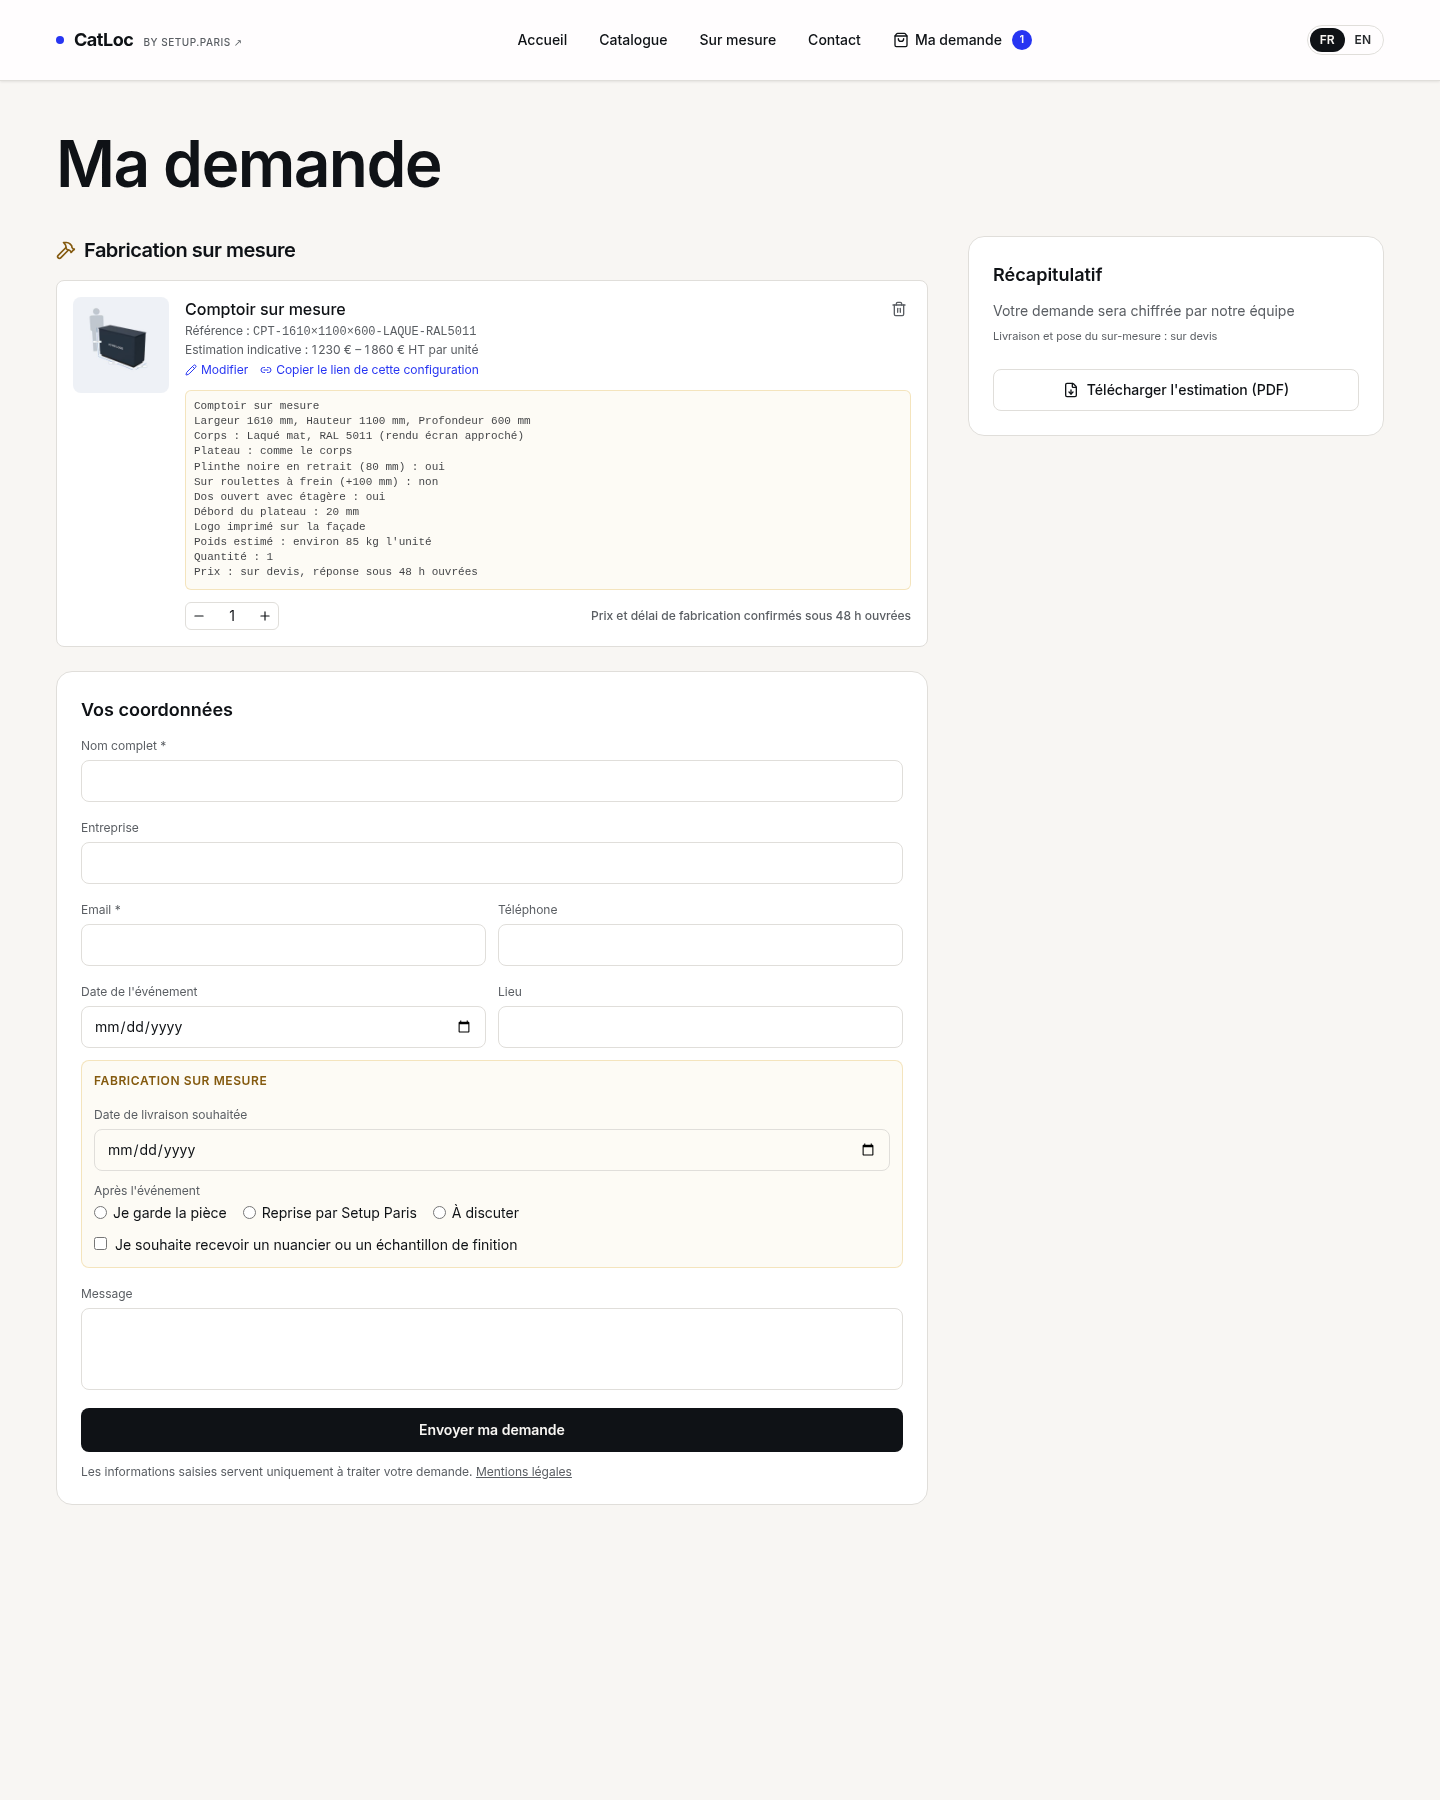 CatLoc BY SETUP.PARIS ↗
Accueil
Catalogue
Sur mesure
Contact
Ma demande 1
FR EN
Ma demande
Fabrication sur mesure
Comptoir sur mesure
Référence : CPT-1610×1100×600-LAQUE-RAL5011
Estimation indicative : 1 230 € – 1 860 € HT par unité
Modifier Copier le lien de cette configuration
Comptoir sur mesure
Largeur 1610 mm, Hauteur 1100 mm, Profondeur 600 mm
Corps : Laqué mat, RAL 5011 (rendu écran approché)
Plateau : comme le corps
Plinthe noire en retrait (80 mm) : oui
Sur roulettes à frein (+100 mm) : non
Dos ouvert avec étagère : oui
Débord du plateau : 20 mm
Logo imprimé sur la façade
Poids estimé : environ 85 kg l'unité
Quantité : 1
Prix : sur devis, réponse sous 48 h ouvrées
− 1 +
Prix et délai de fabrication confirmés sous 48 h ouvrées
Récapitulatif
Votre demande sera chiffrée par notre équipe
Livraison et pose du sur-mesure : sur devis
Télécharger l'estimation (PDF)
Vos coordonnées
Nom complet *
Entreprise
Email *
Téléphone
Date de l'événement
Lieu
mm/dd/yyyy
FABRICATION SUR MESURE
Date de livraison souhaitée
mm/dd/yyyy
Après l'événement
Je garde la pièce Reprise par Setup Paris À discuter
Je souhaite recevoir un nuancier ou un échantillon de finition
Message
Envoyer ma demande
Les informations saisies servent uniquement à traiter votre demande. Mentions légales